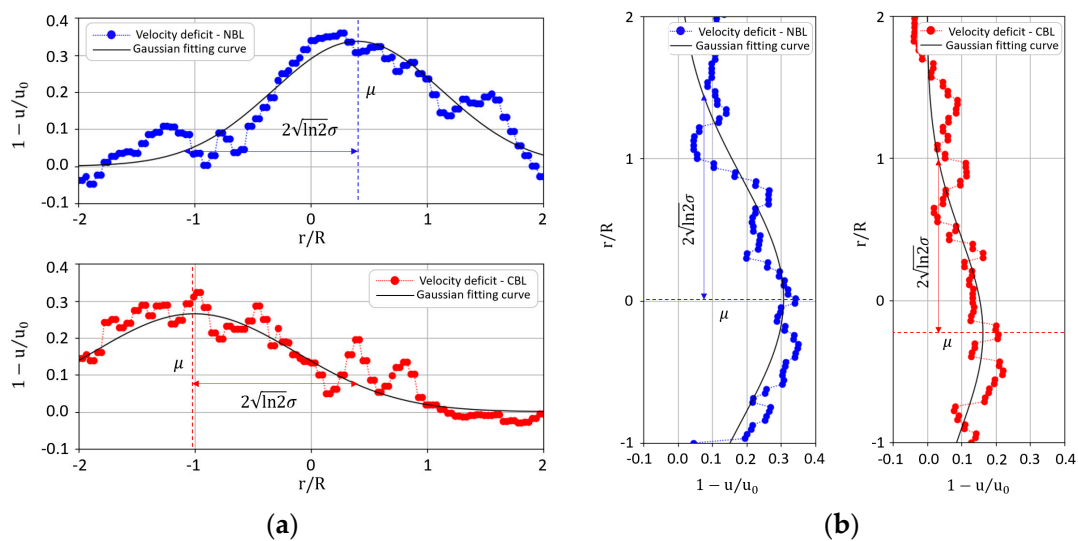 0.4
0.3
0.2
0.1
0.0
-0.1
1 − u/u₀
Velocity deficit - NBL
Gaussian fitting curve
μ
2√ln2σ
-2
-1
0
1
2
r/R
0.4
0.3
0.2
0.1
0.0
-0.1
1 − u/u₀
Velocity deficit - CBL
Gaussian fitting curve
μ
2√ln2σ
-2
-1
0
1
2
r/R
(a)
2
1
0
-1
r/R
Velocity deficit - NBL
Gaussian fitting curve
2√ln2σ
μ
0.0
0.1
0.2
0.3
0.4
1 − u/u₀
2
1
0
-1
r/R
Velocity deficit - CBL
Gaussian fitting curve
2√ln2σ
μ
0.0
0.1
0.2
0.3
0.4
1 − u/u₀
(b)